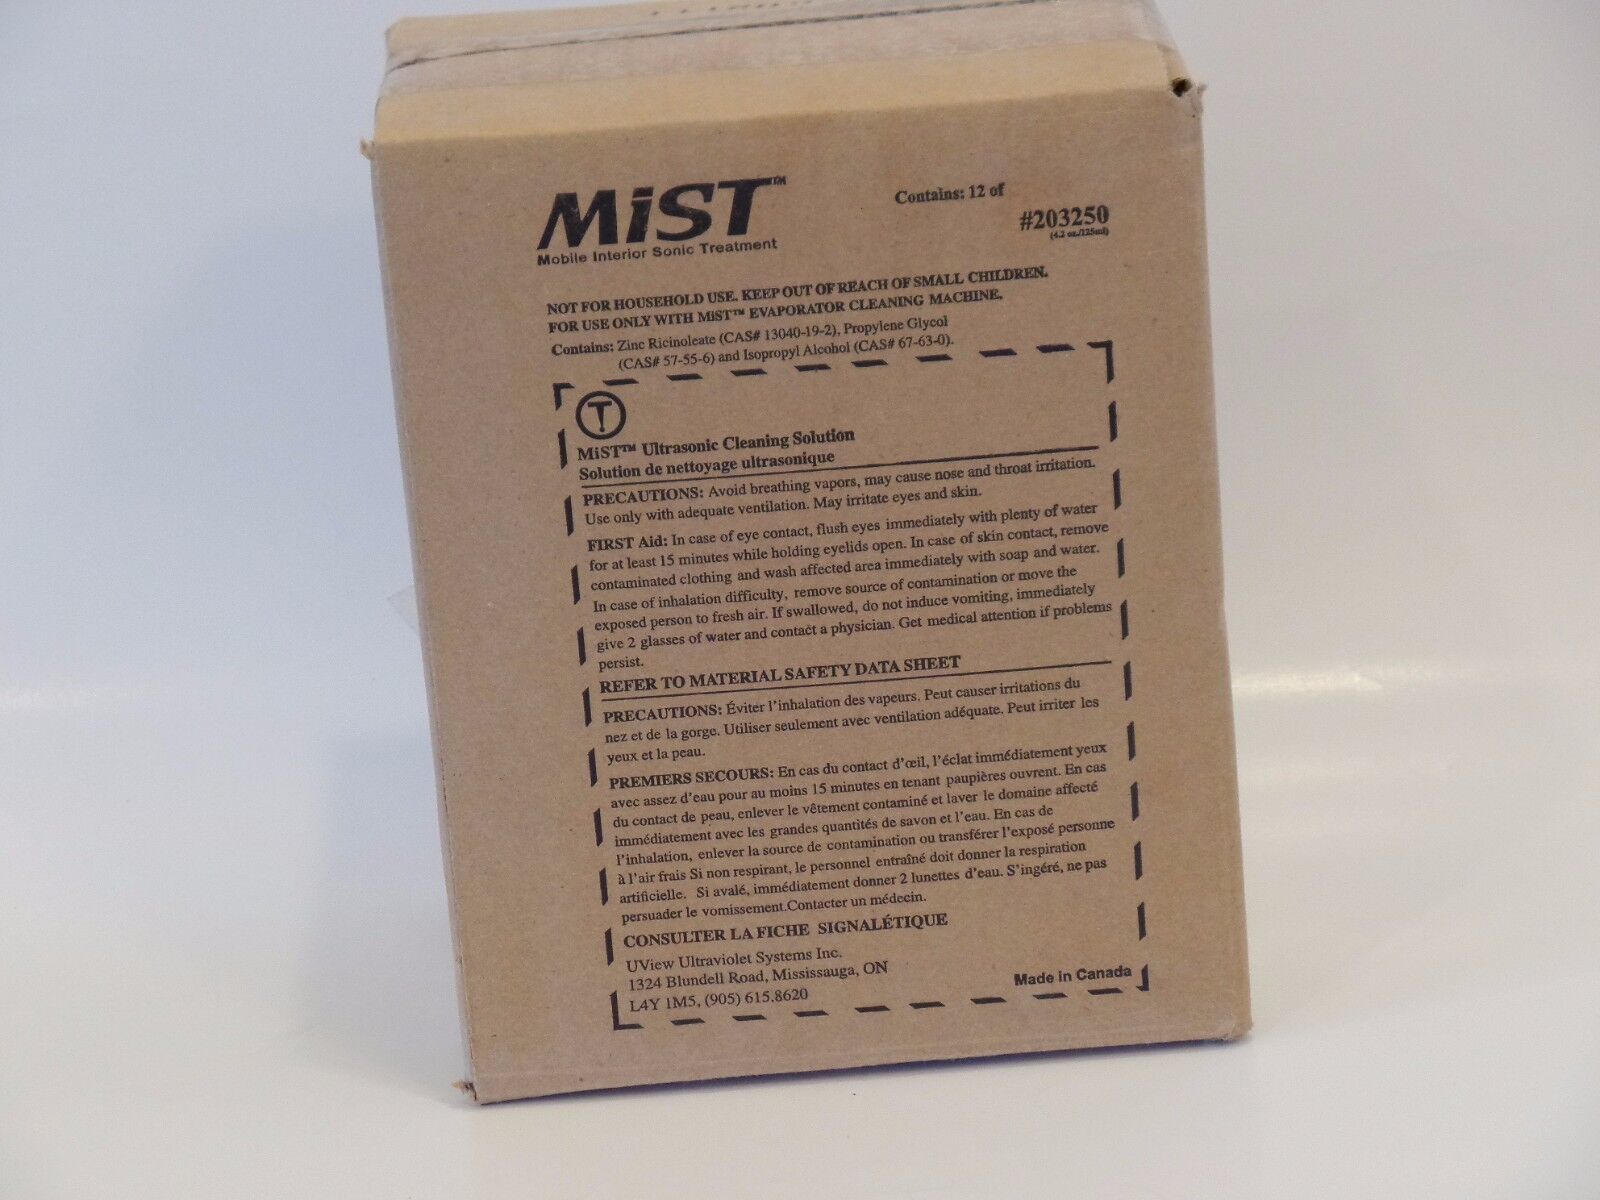 MiST™
Mobile Interior Sonic Treatment
Contains: 12 of
#203250
(4.2 oz./125ml)
NOT FOR HOUSEHOLD USE. KEEP OUT OF REACH OF SMALL CHILDREN.
FOR USE ONLY WITH MiST™ EVAPORATOR CLEANING MACHINE.
Contains: Zinc Ricinoleate (CAS# 13040-19-2), Propylene Glycol
(CAS# 57-55-6) and Isopropyl Alcohol (CAS# 67-63-0).
T
MiST™ Ultrasonic Cleaning Solution
Solution de nettoyage ultrasonique
PRECAUTIONS: Avoid breathing vapors, may cause nose and throat irritation.
Use only with adequate ventilation. May irritate eyes and skin.
FIRST Aid: In case of eye contact, flush eyes immediately with plenty of water
for at least 15 minutes while holding eyelids open. In case of skin contact, remove
contaminated clothing and wash affected area immediately with soap and water.
In case of inhalation difficulty, remove source of contamination or move the
exposed person to fresh air. If swallowed, do not induce vomiting, immediately
give 2 glasses of water and contact a physician. Get medical attention if problems
persist.
REFER TO MATERIAL SAFETY DATA SHEET
PRECAUTIONS: Éviter l'inhalation des vapeurs. Peut causer irritations du
nez et de la gorge. Utiliser seulement avec ventilation adéquate. Peut irriter les
yeux et la peau.
PREMIERS SECOURS: En cas du contact d'œil, l'éclat immédiatement yeux
avec assez d'eau pour au moins 15 minutes en tenant paupières ouvrent. En cas
du contact de peau, enlever le vêtement contaminé et laver le domaine affecté
immédiatement avec les grandes quantités de savon et l'eau. En cas de
l'inhalation, enlever la source de contamination ou transférer l'exposé personne
à l'air frais Si non respirant, le personnel entraîné doit donner la respiration
artificielle. Si avalé, immédiatement donner 2 lunettes d'eau. S'ingéré, ne pas
persuader le vomissement.Contacter un médecin.
CONSULTER LA FICHE SIGNALÉTIQUE
UView Ultraviolet Systems Inc.
1324 Blundell Road, Mississauga, ON
L4Y 1M5, (905) 615.8620
Made in Canada